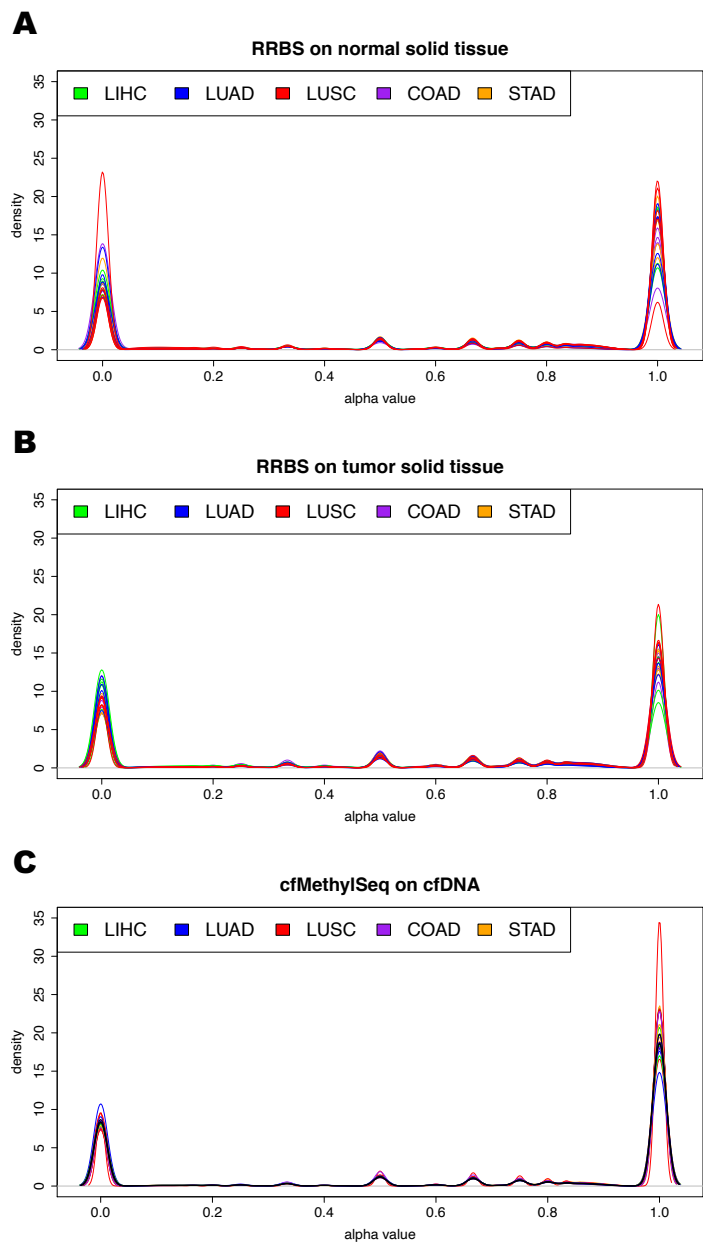 A
RRBS on normal solid tissue
LIHC LUAD LUSC COAD STAD
35
30
25
20
15
10
5
0
density
0.0 0.2 0.4 0.6 0.8 1.0
alpha value
B
RRBS on tumor solid tissue
LIHC LUAD LUSC COAD STAD
35
30
25
20
15
10
5
0
density
0.0 0.2 0.4 0.6 0.8 1.0
alpha value
C
cfMethylSeq on cfDNA
LIHC LUAD LUSC COAD STAD
35
30
25
20
15
10
5
0
density
0.0 0.2 0.4 0.6 0.8 1.0
alpha value